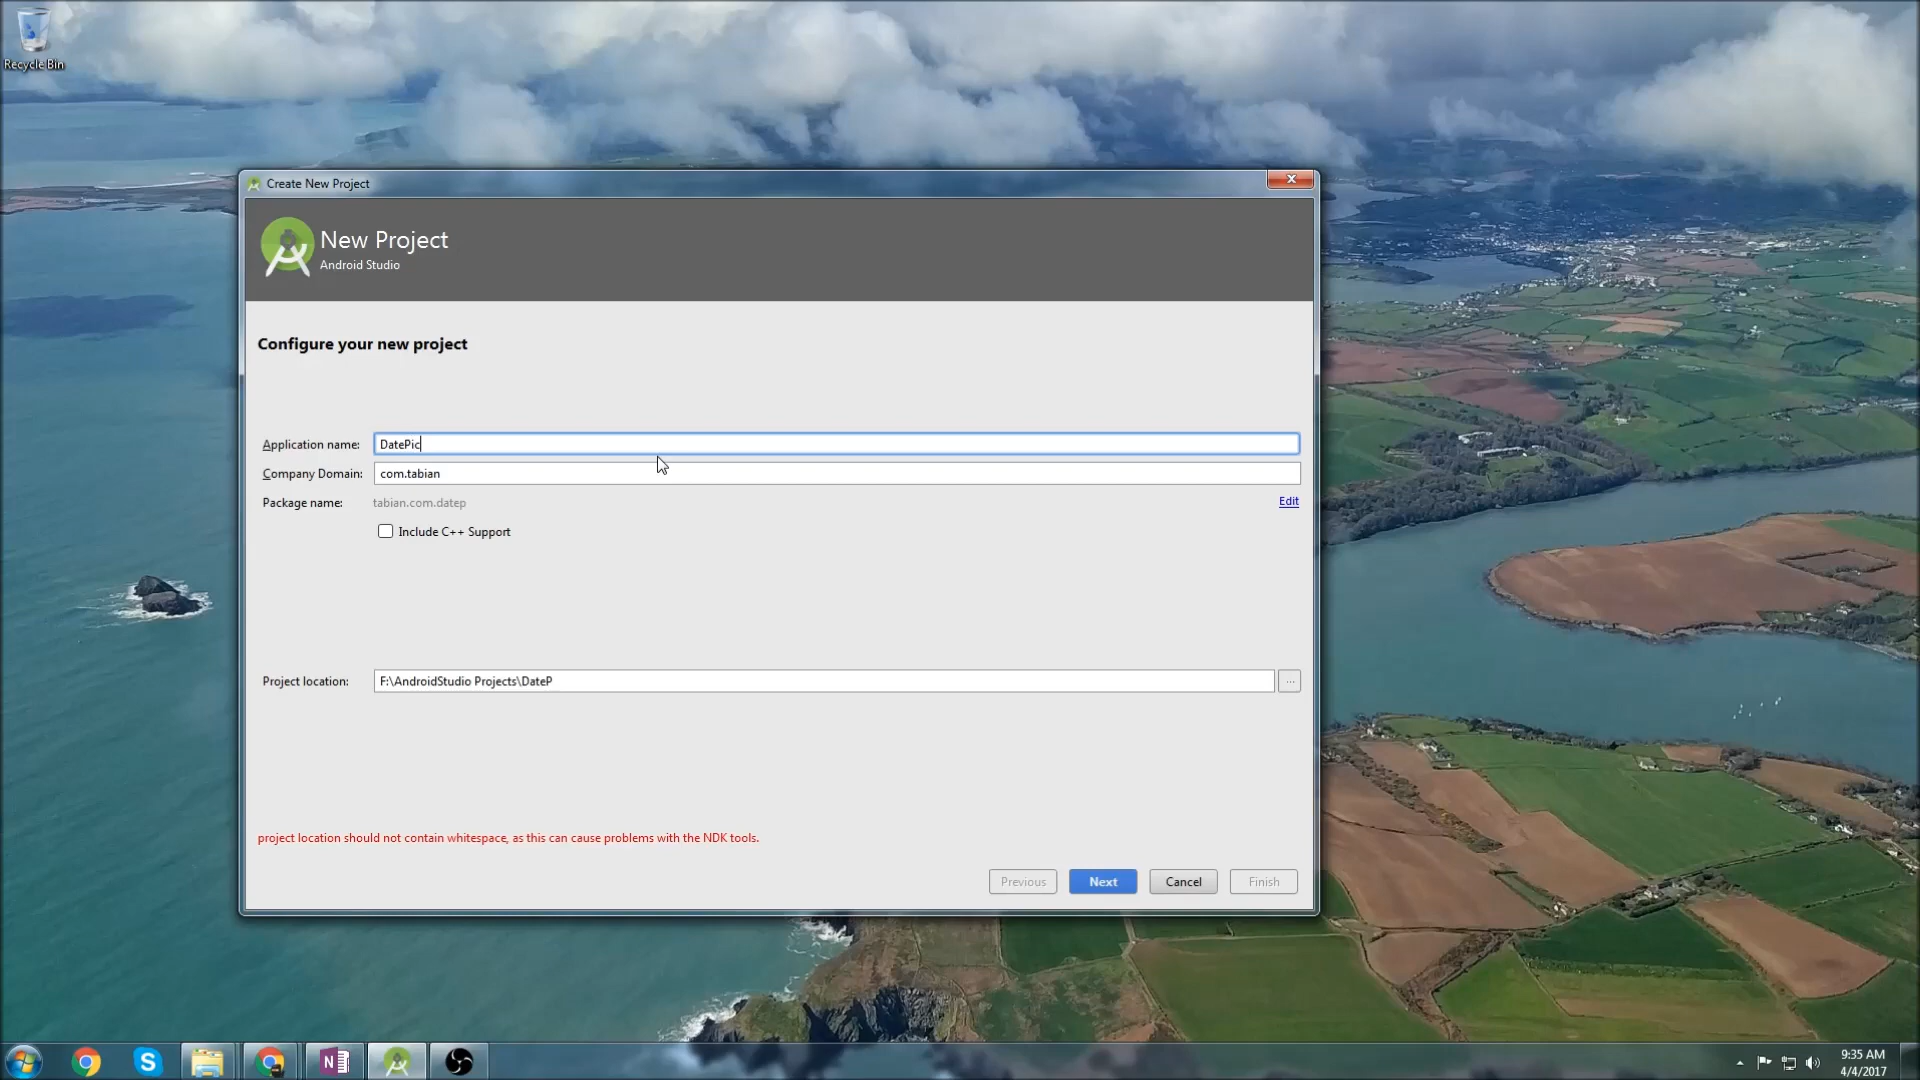 Recycle Bin
Create New Project
New Project
Android Studio
Configure your new project
Application name: DatePic
Company Domain: com.tabian
Package name: tabian.com.datep Edit
Include C++ Support
Project location: F:\AndroidStudio Projects\DateP ...
project location should not contain whitespace, as this can cause problems with the NDK tools.
Previous Next Cancel Finish
9:35 AM
4/4/2017